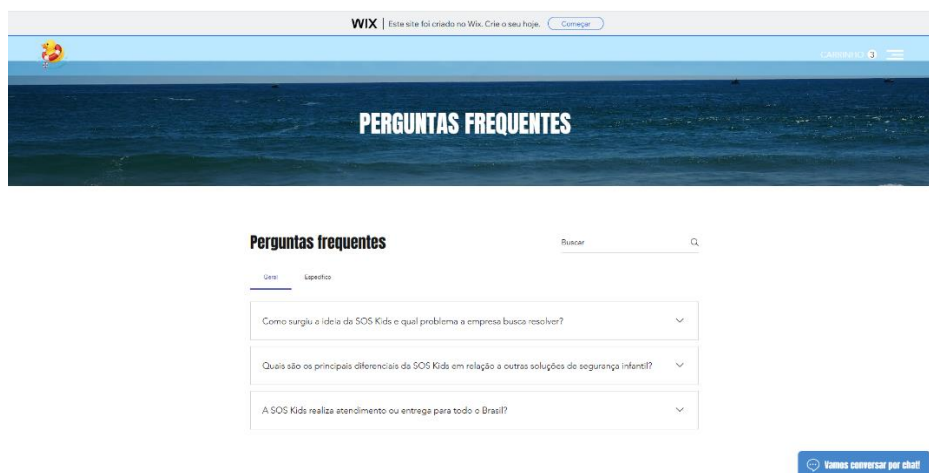 WIX | Este site foi criado no Wix. Crie o seu hoje. Começar
CARRINHO 3
PERGUNTAS FREQUENTES
Perguntas frequentes
Buscar
Geral Específico
Como surgiu a ideia da SOS Kids e qual problema a empresa busca resolver?
Quais são os principais diferenciais da SOS Kids em relação a outras soluções de segurança infantil?
A SOS Kids realiza atendimento ou entrega para todo o Brasil?
Vamos conversar por chat!